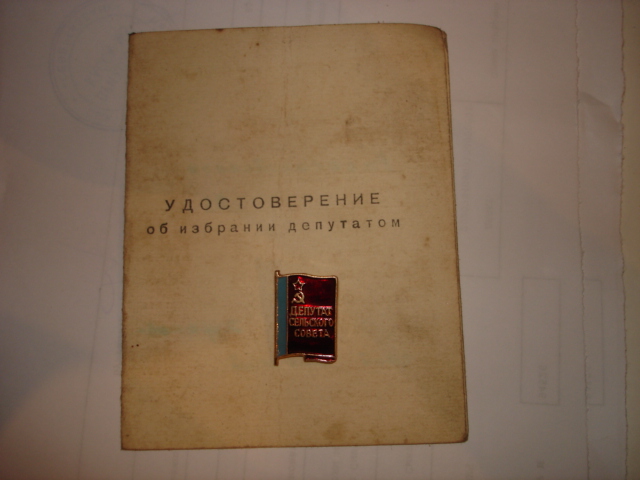 УДОСТОВЕРЕНИЕ
об избрании депутатом
ДЕПУТАТ
СЕЛЬСКОГО
СОВЕТА